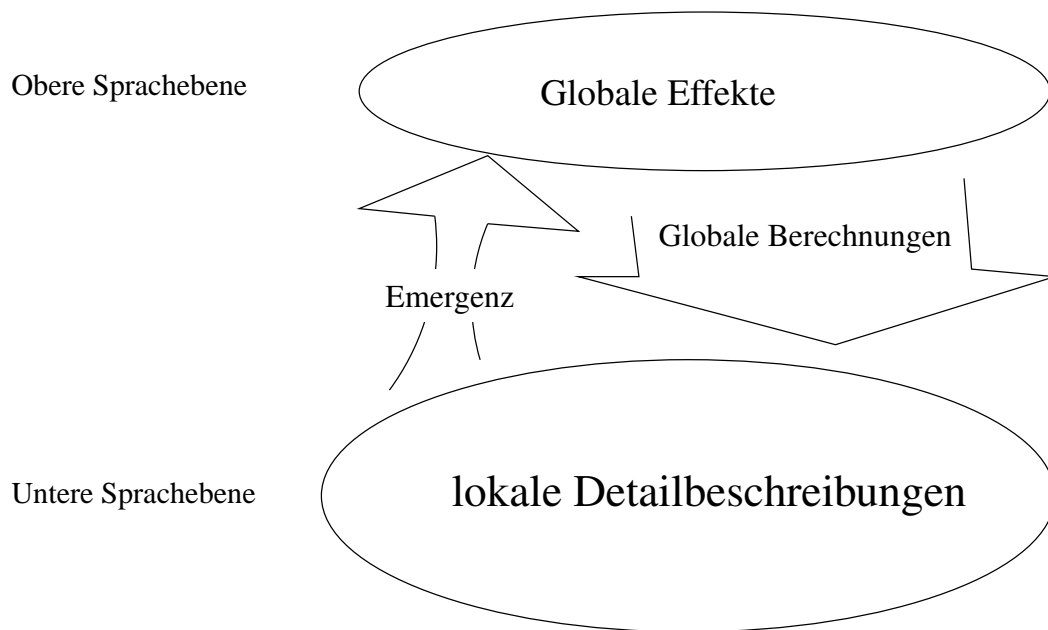 Obere Sprachebene
Globale Effekte
Globale Berechnungen
Emergenz
Untere Sprachebene
lokale Detailbeschreibungen